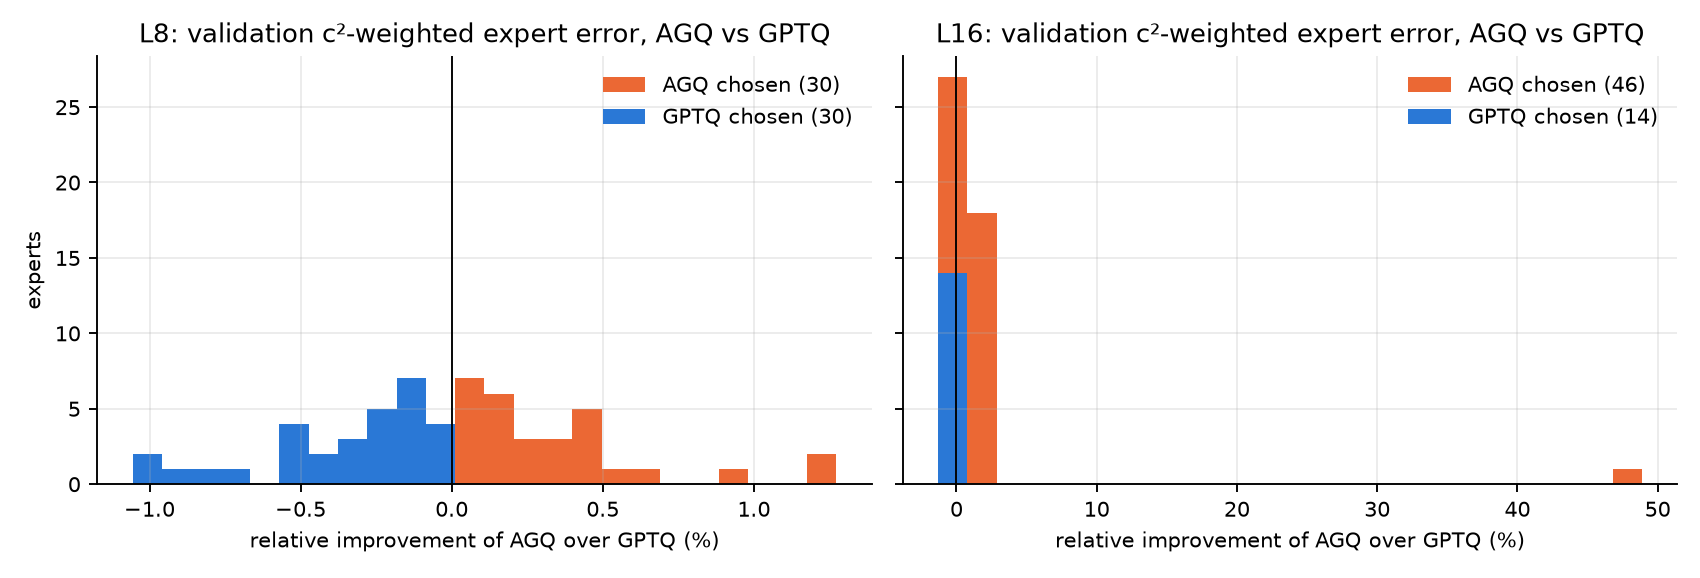 L8: validation c²-weighted expert error, AGQ vs GPTQ
AGQ chosen (30)
GPTQ chosen (30)
experts
25
20
15
10
5
0
−1.0 −0.5 0.0 0.5 1.0
relative improvement of AGQ over GPTQ (%)
L16: validation c²-weighted expert error, AGQ vs GPTQ
AGQ chosen (46)
GPTQ chosen (14)
0 10 20 30 40 50
relative improvement of AGQ over GPTQ (%)